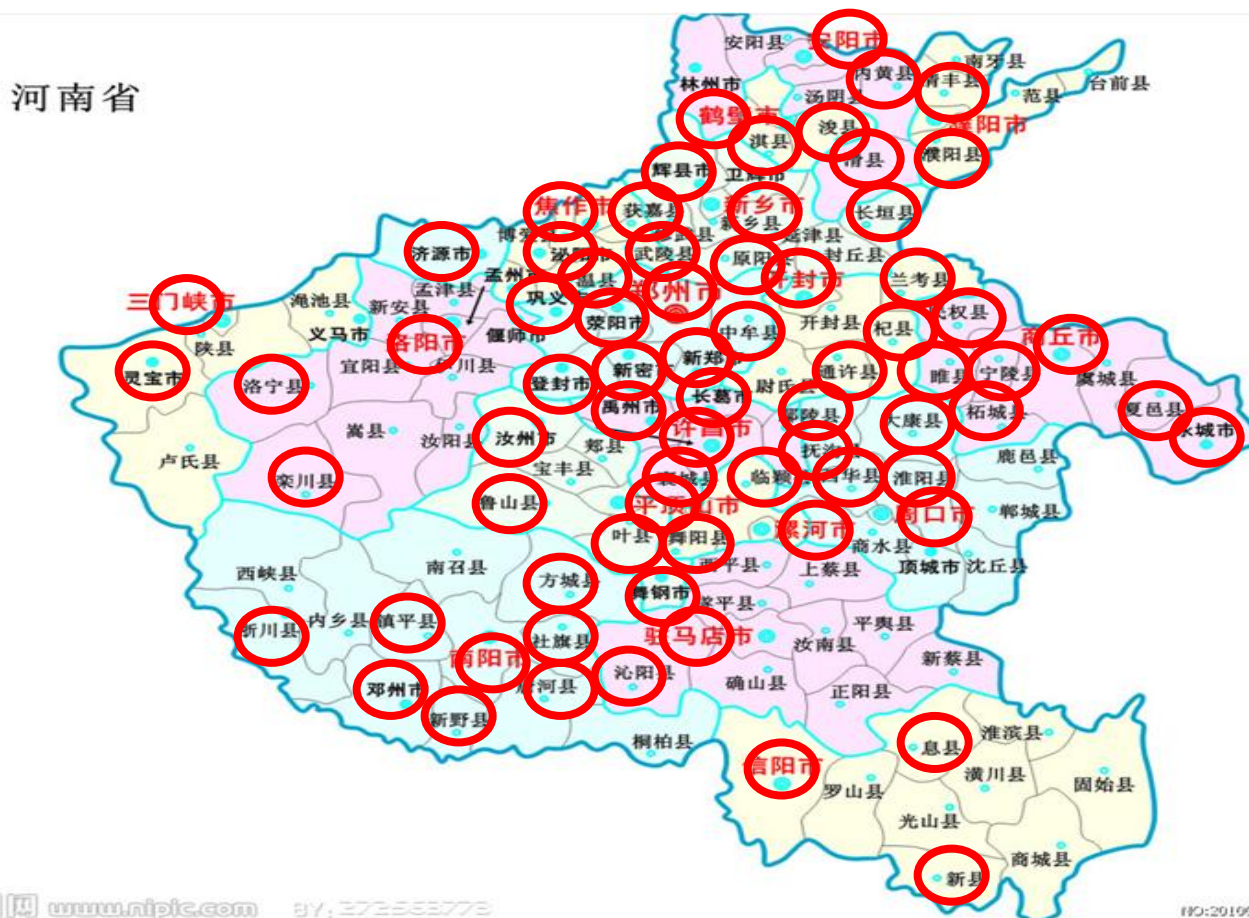 河南省
安阳县
安阳市
南乐县
林州市
内黄县
清丰县
台前县
汤阴县
范县
鹤壁市
浚县
濮阳市
淇县
滑县
濮阳县
辉县市
卫辉市
焦作市
获嘉县
新乡市
长垣县
新乡县
博爱县
延津县
济源市
武陵县
原阳县
封丘县
孟州市
温县
开封市
兰考县
孟津县
三门峡市
渑池县
新安县
巩义
郑州市
民权县
义马市
偃师市
荥阳市
中牟县
开封县
杞县
陕县
洛阳市
商丘市
灵宝市
洛宁县
宜阳县
登封市
新密
新郑
通许县
睢县
宁陵县
虞城县
尉氏县
禹州市
长葛市
鄢陵县
大康县
柘城县
夏邑县
永城市
嵩县
汝阳县
汝州市
许昌市
郏县
扶沟
卢氏县
宝丰县
鹿邑县
栾川县
襄城县
临颍
西华县
淮阳县
鲁山县
平顶山市
周口市
郸城县
叶县
舞阳县
漯河市
商水县
西峡县
南召县
方城县
西平县
上蔡县
项城市
沈丘县
舞钢市
遂平县
淅川县
内乡县
镇平县
社旗县
驻马店市
汝南县
平舆县
南阳市
新蔡县
邓州市
唐河县
沁阳县
确山县
正阳县
新野县
桐柏县
息县
淮滨县
信阳市
罗山县
潢川县
固始县
光山县
商城县
新县
网 www.nipic.com BY: 272553773
NO:20109